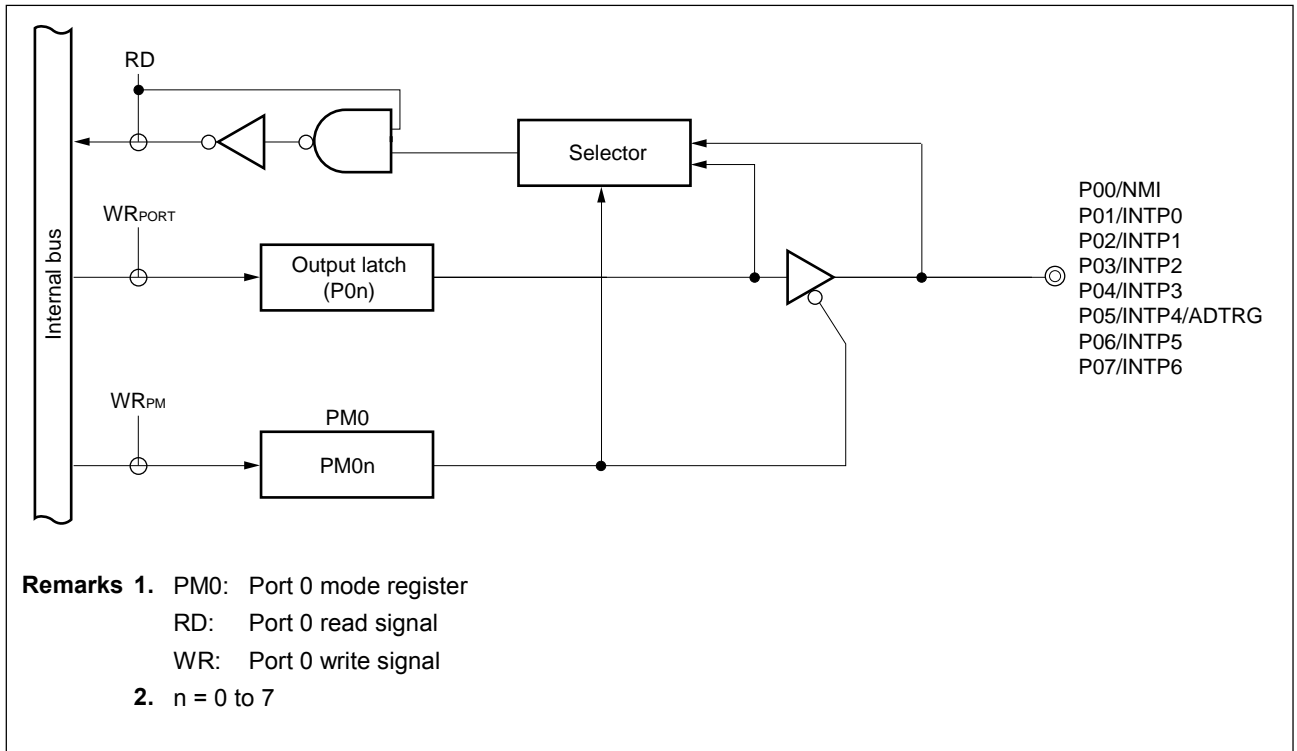 RD
Selector
WRPORT
Internal bus
Output latch
(P0n)
P00/NMI
P01/INTP0
P02/INTP1
P03/INTP2
P04/INTP3
P05/INTP4/ADTRG
P06/INTP5
P07/INTP6
WRPM
PM0
PM0n
Remarks 1. PM0: Port 0 mode register
RD: Port 0 read signal
WR: Port 0 write signal
2. n = 0 to 7